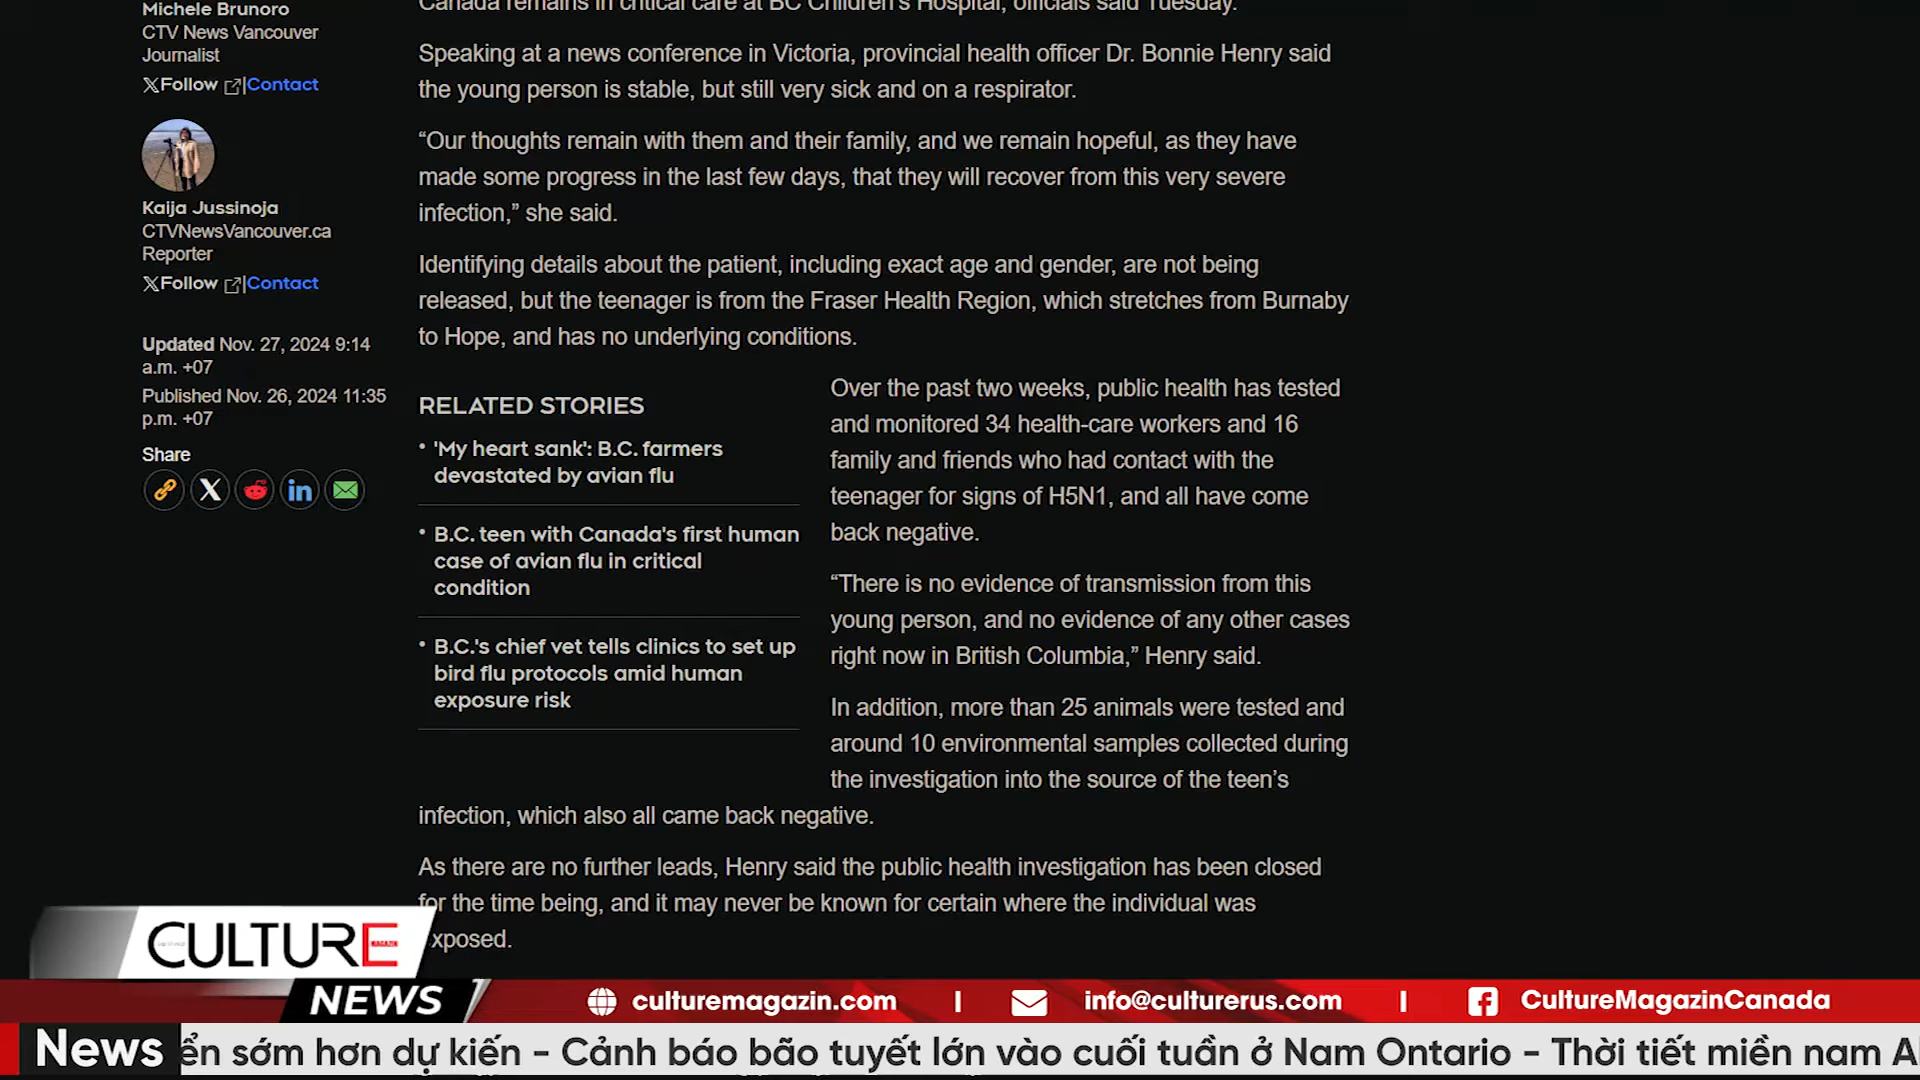 Michele Brunoro
CTV News Vancouver
Journalist
Follow | Contact
Kaija Jussinoja
CTVNewsVancouver.ca
Reporter
Follow | Contact
Updated Nov. 27, 2024 9:14
a.m. +07
Published Nov. 26, 2024 11:35
p.m. +07
Share
Canada remains in critical care at BC Children's Hospital, officials said Tuesday.
Speaking at a news conference in Victoria, provincial health officer Dr. Bonnie Henry said
the young person is stable, but still very sick and on a respirator.
“Our thoughts remain with them and their family, and we remain hopeful, as they have
made some progress in the last few days, that they will recover from this very severe
infection,” she said.
Identifying details about the patient, including exact age and gender, are not being
released, but the teenager is from the Fraser Health Region, which stretches from Burnaby
to Hope, and has no underlying conditions.
RELATED STORIES
• 'My heart sank': B.C. farmers
devastated by avian flu
• B.C. teen with Canada's first human
case of avian flu in critical
condition
• B.C.'s chief vet tells clinics to set up
bird flu protocols amid human
exposure risk
Over the past two weeks, public health has tested
and monitored 34 health-care workers and 16
family and friends who had contact with the
teenager for signs of H5N1, and all have come
back negative.
“There is no evidence of transmission from this
young person, and no evidence of any other cases
right now in British Columbia,” Henry said.
In addition, more than 25 animals were tested and
around 10 environmental samples collected during
the investigation into the source of the teen’s
infection, which also all came back negative.
As there are no further leads, Henry said the public health investigation has been closed
for the time being, and it may never be known for certain where the individual was
xposed.
CULTURE
NEWS
culturemagazin.com | info@culturerus.com | CultureMagazinCanada
News ển sớm hơn dự kiến - Cảnh báo bão tuyết lớn vào cuối tuần ở Nam Ontario - Thời tiết miền nam Al